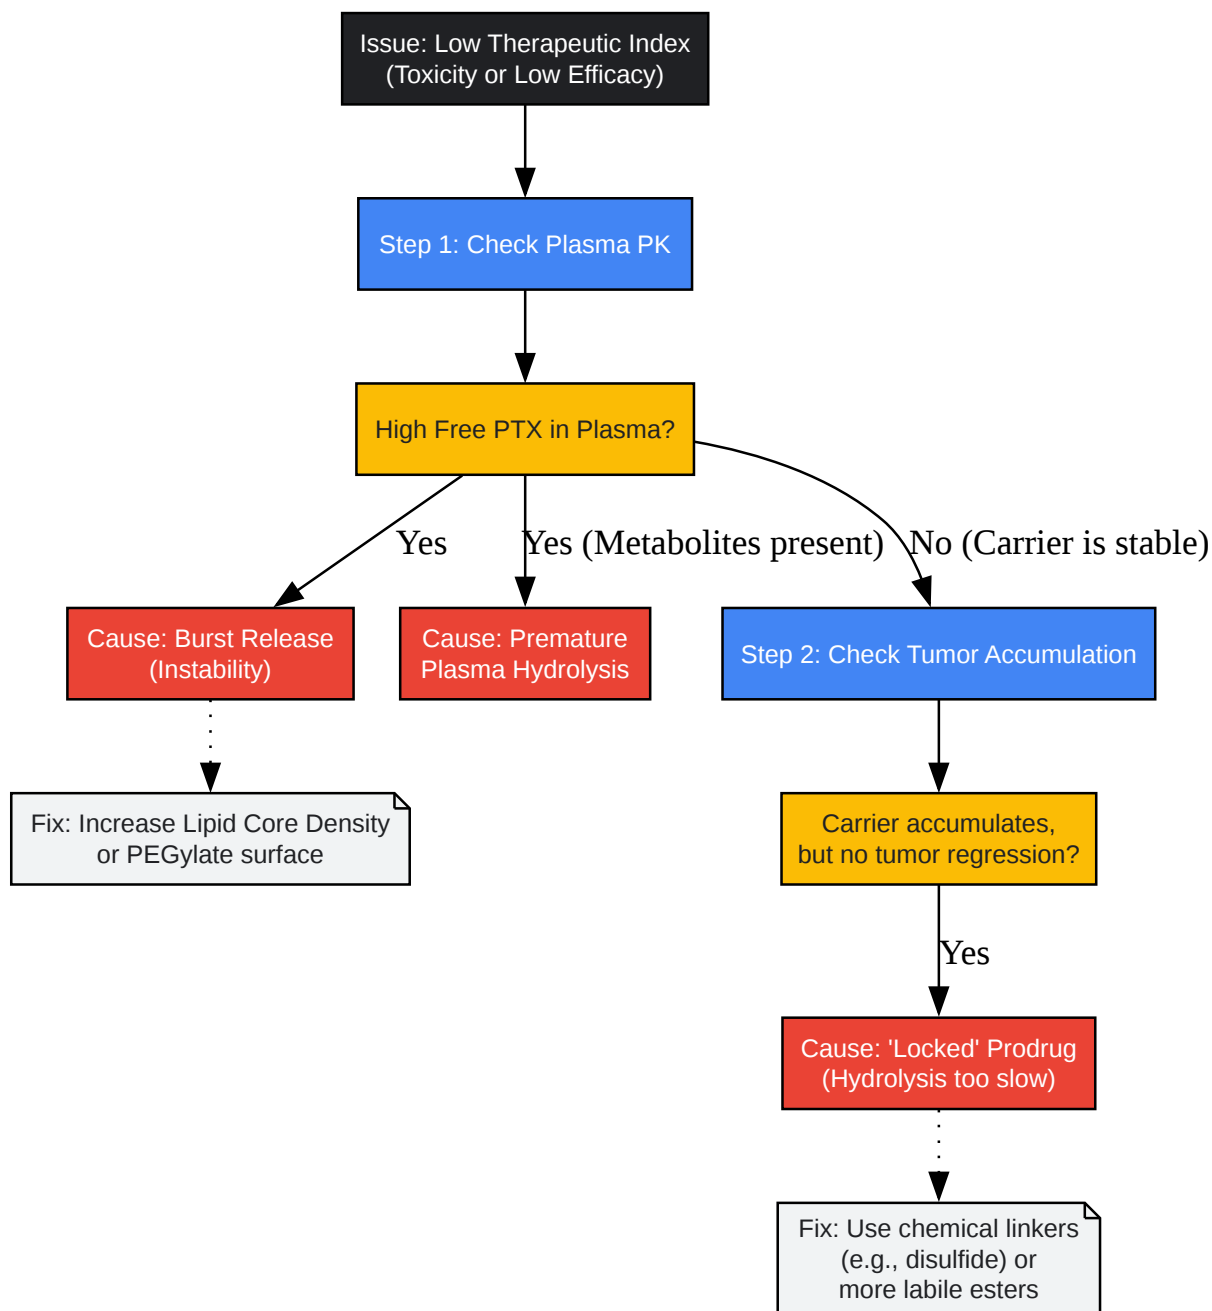 Issue: Low Therapeutic Index
(Toxicity or Low Efficacy)
Step 1: Check Plasma PK
High Free PTX in Plasma?
Yes
Yes (Metabolites present)
No (Carrier is stable)
Cause: Burst Release
(Instability)
Cause: Premature
Plasma Hydrolysis
Step 2: Check Tumor Accumulation
Fix: Increase Lipid Core Density
or PEGylate surface
Carrier accumulates,
but no tumor regression?
Yes
Cause: 'Locked' Prodrug
(Hydrolysis too slow)
Fix: Use chemical linkers
(e.g., disulfide) or
more labile esters